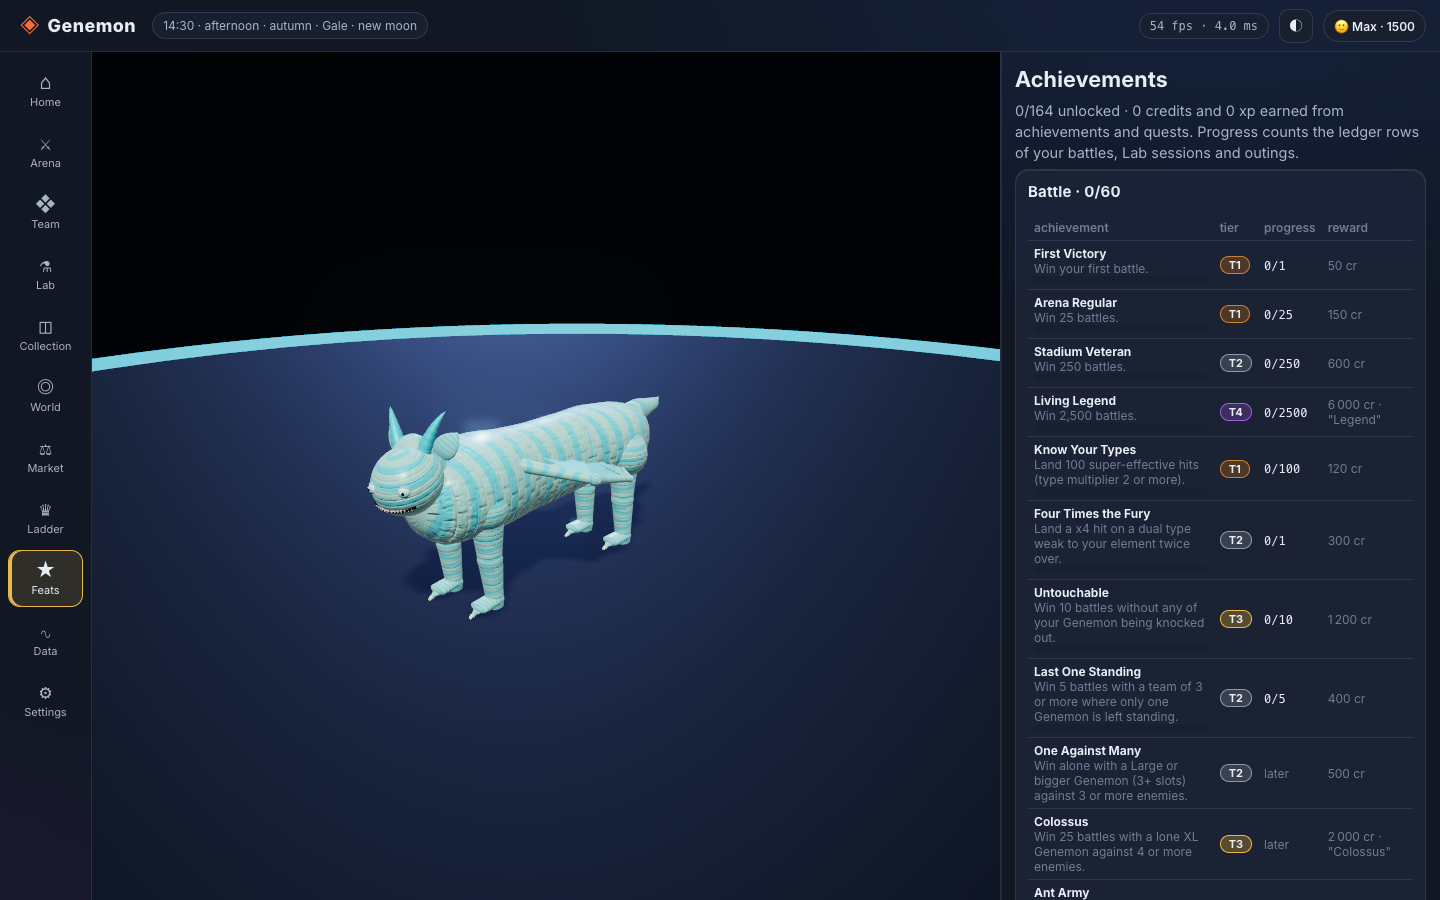 Genemon
14:30 · afternoon · autumn · Gale · new moon
54 fps · 4.0 ms
Max · 1500
Home
Arena
Team
Lab
Collection
World
Market
Ladder
Feats
Data
Settings
Achievements
0/164 unlocked · 0 credits and 0 xp earned from
achievements and quests. Progress counts the ledger rows
of your battles, Lab sessions and outings.
Battle · 0/60
achievement tier progress reward
First Victory
Win your first battle.
T1 0/1 50 cr
Arena Regular
Win 25 battles.
T1 0/25 150 cr
Stadium Veteran
Win 250 battles.
T2 0/250 600 cr
Living Legend
Win 2,500 battles.
T4 0/2500 6 000 cr ·
"Legend"
Know Your Types
Land 100 super-effective hits
(type multiplier 2 or more).
T1 0/100 120 cr
Four Times the Fury
Land a x4 hit on a dual type
weak to your element twice
over.
T2 0/1 300 cr
Untouchable
Win 10 battles without any of
your Genemon being knocked
out.
T3 0/10 1 200 cr
Last One Standing
Win 5 battles with a team of 3
or more where only one
Genemon is left standing.
T2 0/5 400 cr
One Against Many
Win alone with a Large or
bigger Genemon (3+ slots)
against 3 or more enemies.
T2 later 500 cr
Colossus
Win 25 battles with a lone XL
Genemon against 4 or more
enemies.
T3 later 2 000 cr ·
"Colossus"
Ant Army